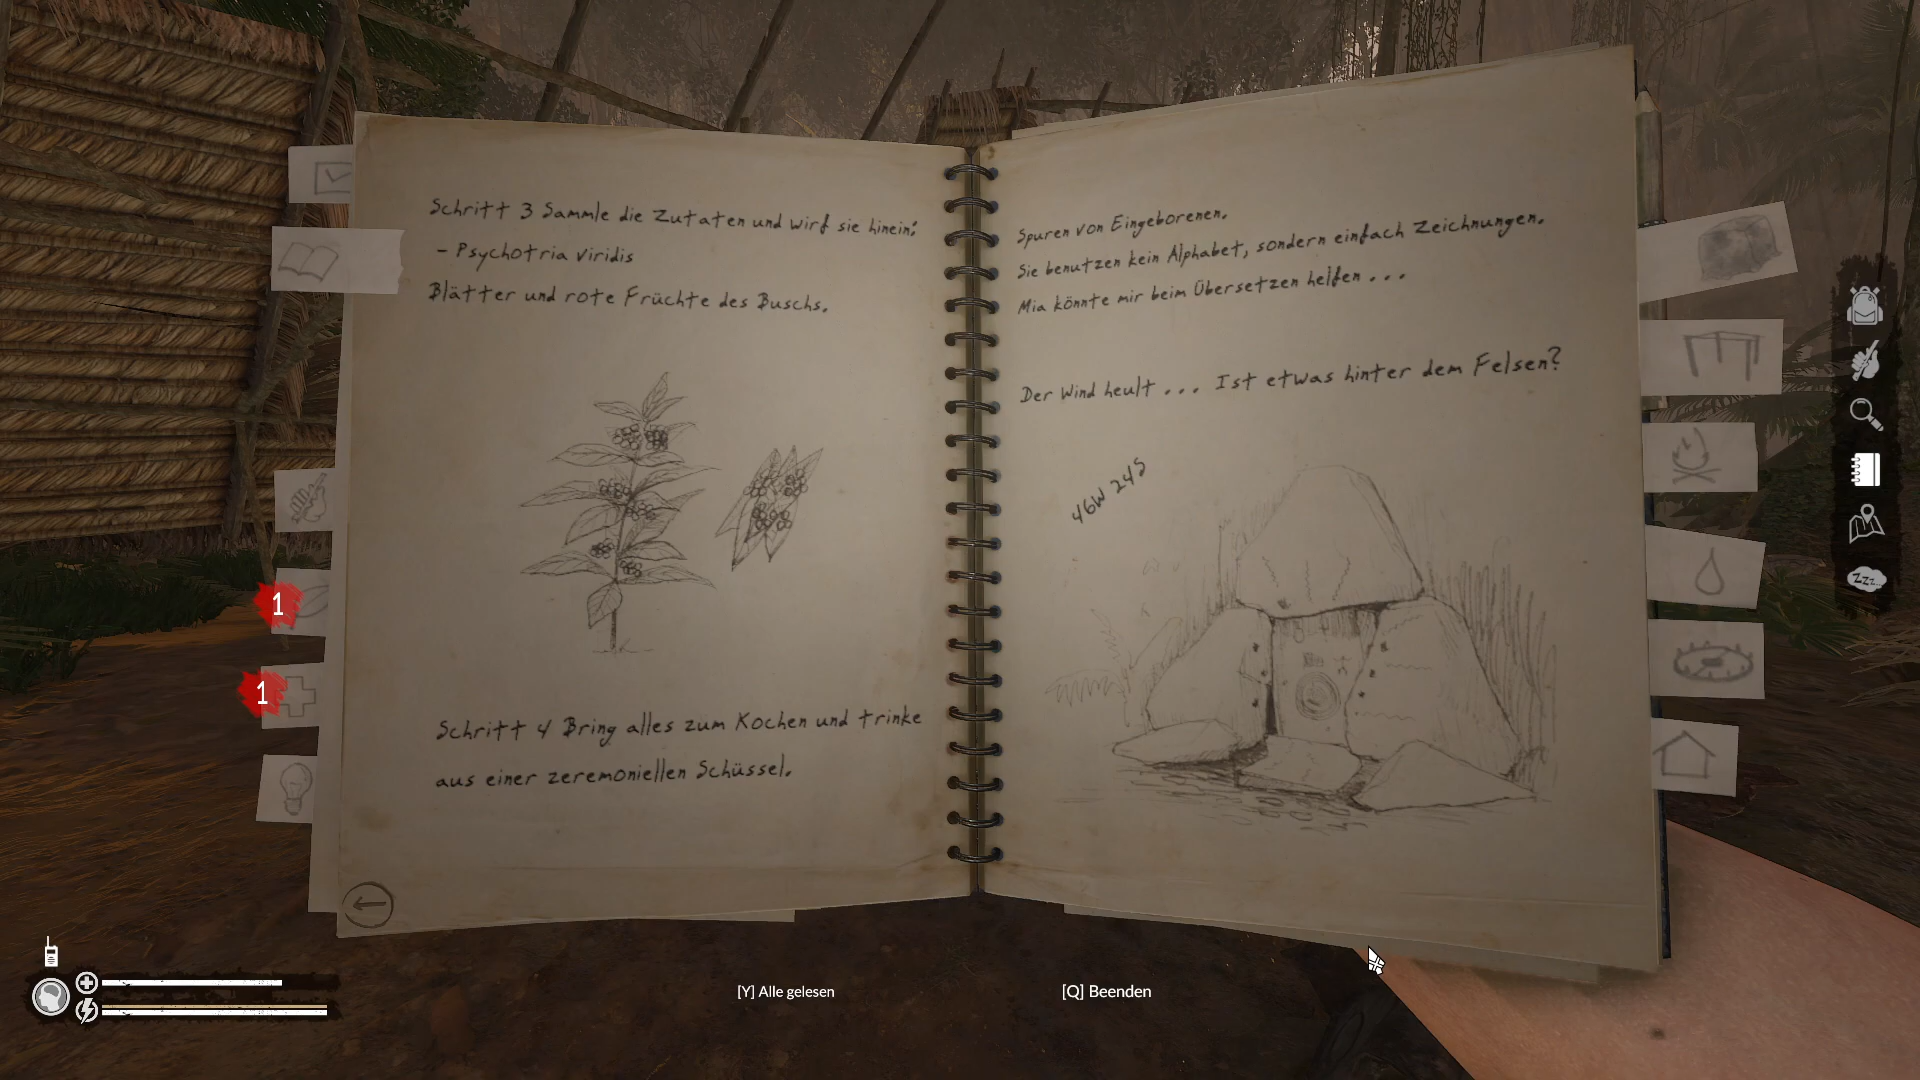 Schritt 3 Sammle die Zutaten und wirf sie hinein:
- Psychotria viridis
Blätter und rote Früchte des Buschs.
Schritt 4 Bring alles zum Kochen und trinke
aus einer zeremoniellen Schüssel.
Spuren von Eingeborenen.
Sie benutzen kein Alphabet, sondern einfach Zeichnungen.
Mia könnte mir beim Übersetzen helfen ...
Der Wind heult ... Ist etwas hinter dem Felsen?
46W 24S
1
1
zzz..
[Y] Alle gelesen
[Q] Beenden